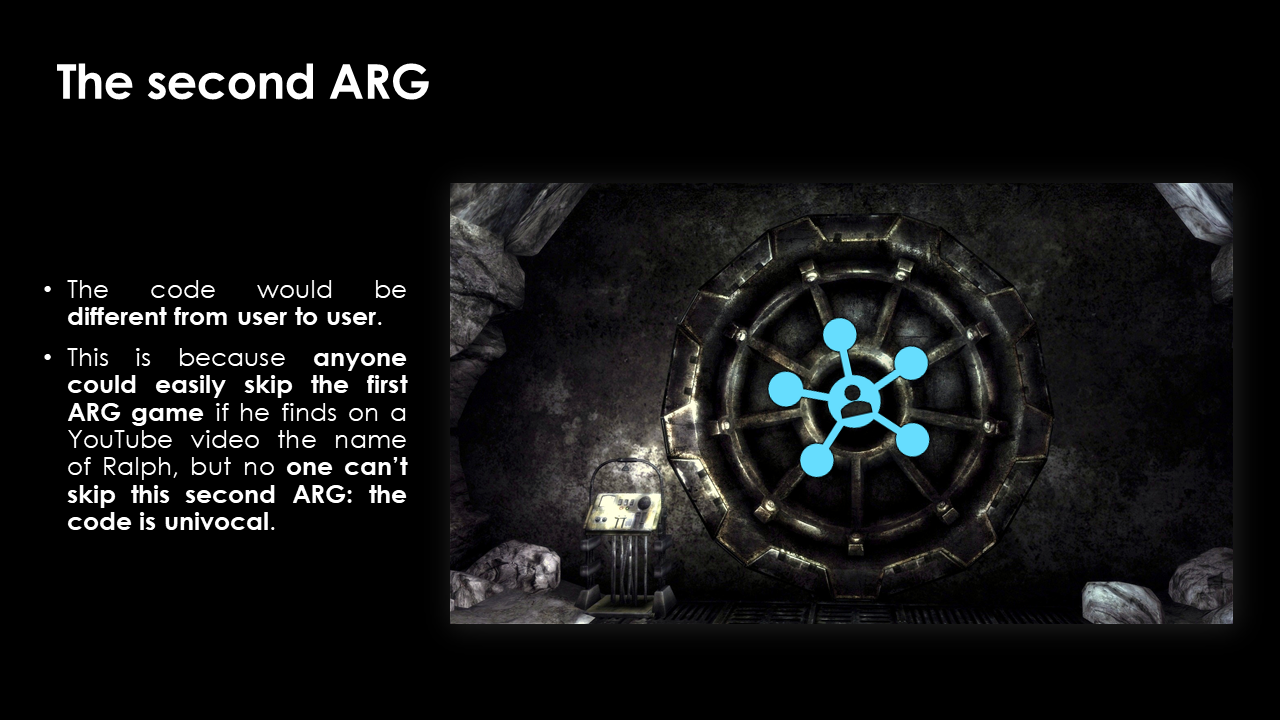 The second ARG
• The code would be
different from user to user.
• This is because anyone
could easily skip the first
ARG game if he finds on a
YouTube video the name
of Ralph, but no one can’t
skip this second ARG: the
code is univocal.